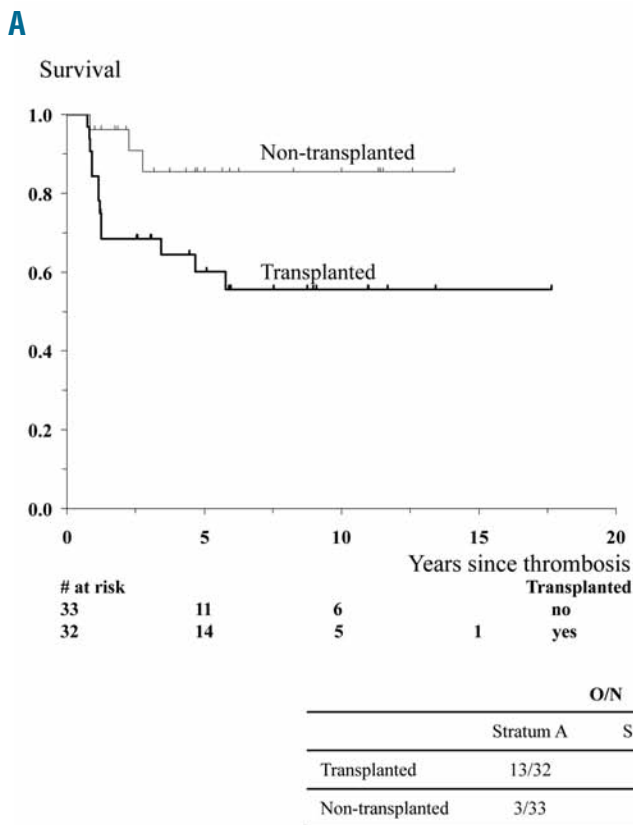 A
Survival
1.0
Non-transplanted
0.8
0.6
Transplanted
0.4
0.2
0.0
0 5 10 15 20
Years since thrombosis
# at risk Transplanted
33 11 6 no
32 14 5 1 yes
O/N
Stratum A S
Transplanted 13/32
Non-transplanted 3/33